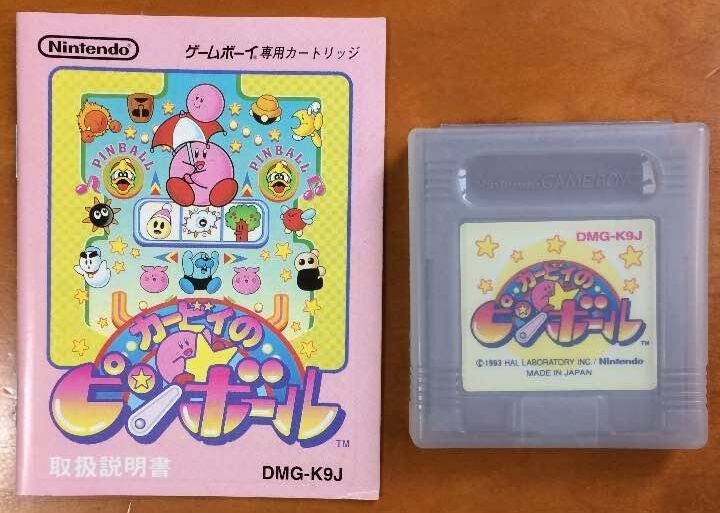 Nintendo
ゲームボーイ®専用カートリッジ
PINBALL
PINBALL
カービィの
ピンボール
TM
取扱説明書
DMG-K9J
Nintendo GAMEBOY
DMG-K9J
カービィの
ピンボール
TM
©1993 HAL LABORATORY INC./Nintendo
MADE IN JAPAN